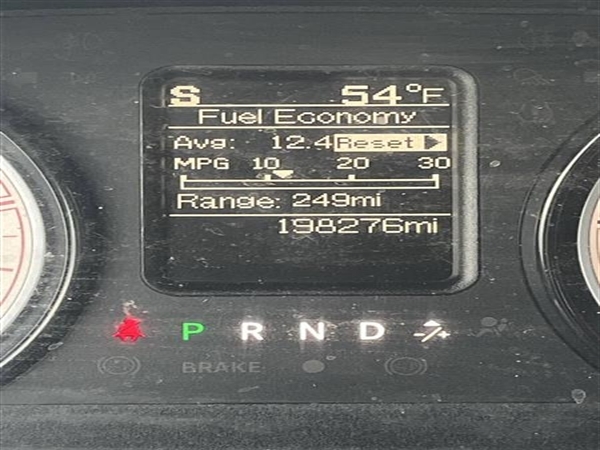 S 54°F
Fuel Economy
Avg: 12.4 Reset
MPG 10 20 30
Range: 249mi
198276mi
P R N D
BRAKE